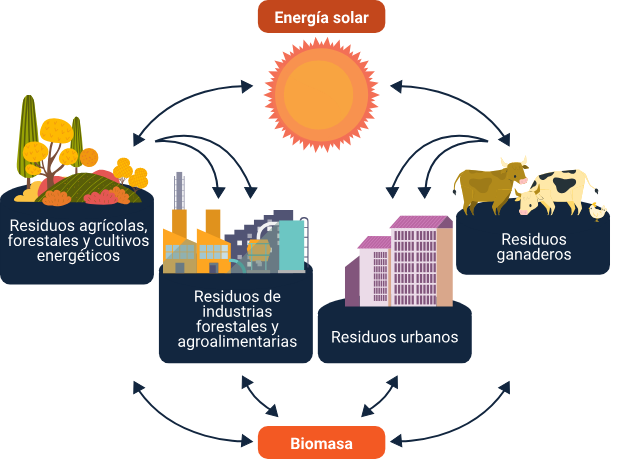 Energía solar
Residuos agrícolas,
forestales y cultivos
energéticos
Residuos de
industrias
forestales y
agroalimentarias
Residuos urbanos
Residuos
ganaderos
Biomasa